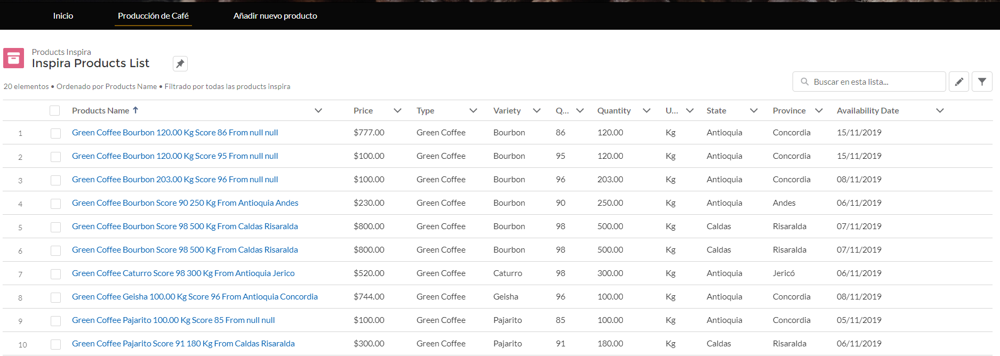 Inicio Producción de Café Añadir nuevo producto
Products Inspira
Inspira Products List
20 elementos • Ordenado por Products Name • Filtrado por todas las products inspira
Buscar en esta lista...
Products Name Price Type Variety Q... Quantity U... State Province Availability Date
1 Green Coffee Bourbon 120.00 Kg Score 86 From null null $777.00 Green Coffee Bourbon 86 120.00 Kg Antioquia Concordia 15/11/2019
2 Green Coffee Bourbon 120.00 Kg Score 95 From null null $100.00 Green Coffee Bourbon 95 120.00 Kg Antioquia Concordia 15/11/2019
3 Green Coffee Bourbon 203.00 Kg Score 96 From null null $100.00 Green Coffee Bourbon 96 203.00 Kg Antioquia Concordia 08/11/2019
4 Green Coffee Bourbon Score 90 250 Kg From Antioquia Andes $230.00 Green Coffee Bourbon 90 250.00 Kg Antioquia Andes 06/11/2019
5 Green Coffee Bourbon Score 98 500 Kg From Caldas Risaralda $800.00 Green Coffee Bourbon 98 500.00 Kg Caldas Risaralda 07/11/2019
6 Green Coffee Bourbon Score 98 500 Kg From Caldas Risaralda $800.00 Green Coffee Bourbon 98 500.00 Kg Caldas Risaralda 07/11/2019
7 Green Coffee Caturro Score 98 300 Kg From Antioquia Jerico $520.00 Green Coffee Caturro 98 300.00 Kg Antioquia Jericó 06/11/2019
8 Green Coffee Geisha 100.00 Kg Score 96 From Antioquia Concordia $744.00 Green Coffee Geisha 96 100.00 Kg Antioquia Concordia 08/11/2019
9 Green Coffee Pajarito 100.00 Kg Score 85 From null null $100.00 Green Coffee Pajarito 85 100.00 Kg Antioquia Concordia 05/11/2019
10 Green Coffee Pajarito Score 91 180 Kg From Caldas Risaralda $300.00 Green Coffee Pajarito 91 180.00 Kg Caldas Risaralda 06/11/2019